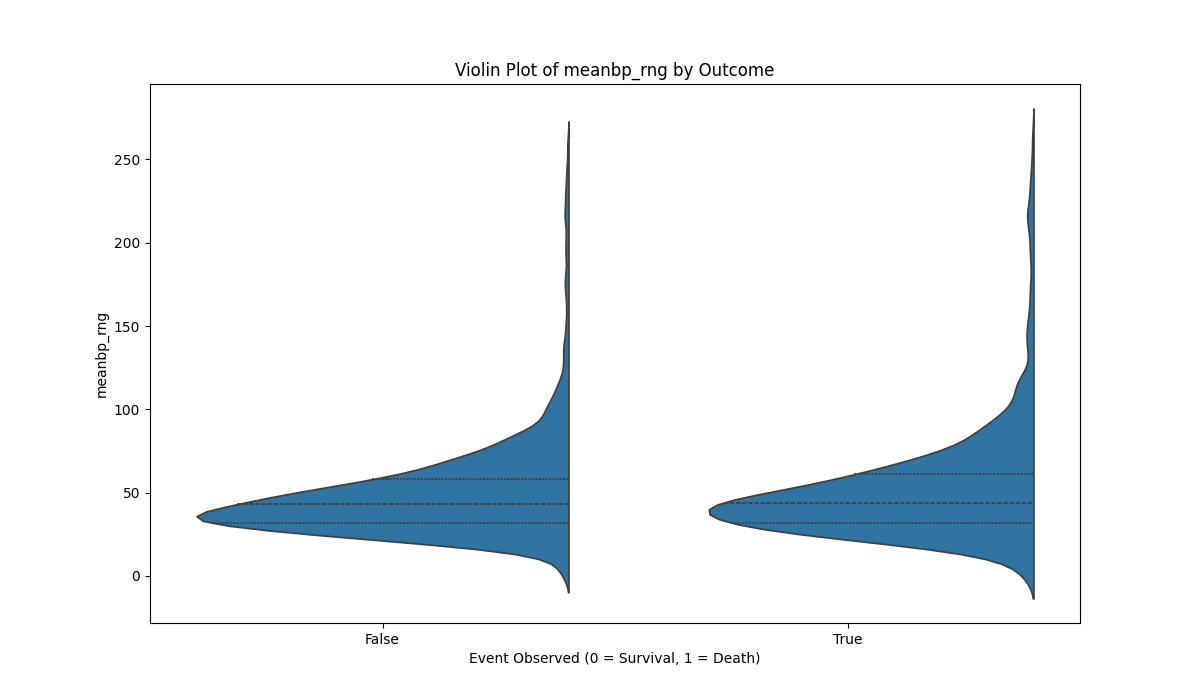 Violin Plot of meanbp_rng by Outcome
meanbp_rng
250
200
150
100
50
0
False
True
Event Observed (0 = Survival, 1 = Death)